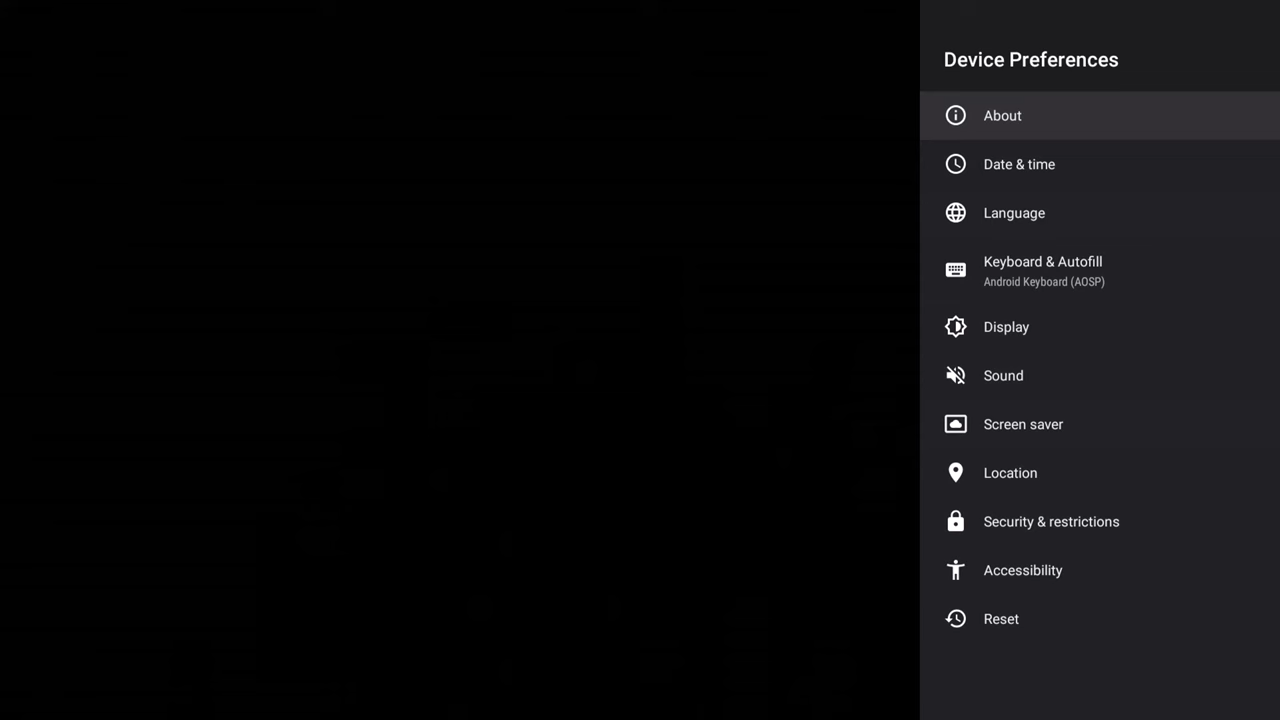 Device Preferences
About
Date & time
Language
Keyboard & Autofill
Android Keyboard (AOSP)
Display
Sound
Screen saver
Location
Security & restrictions
Accessibility
Reset